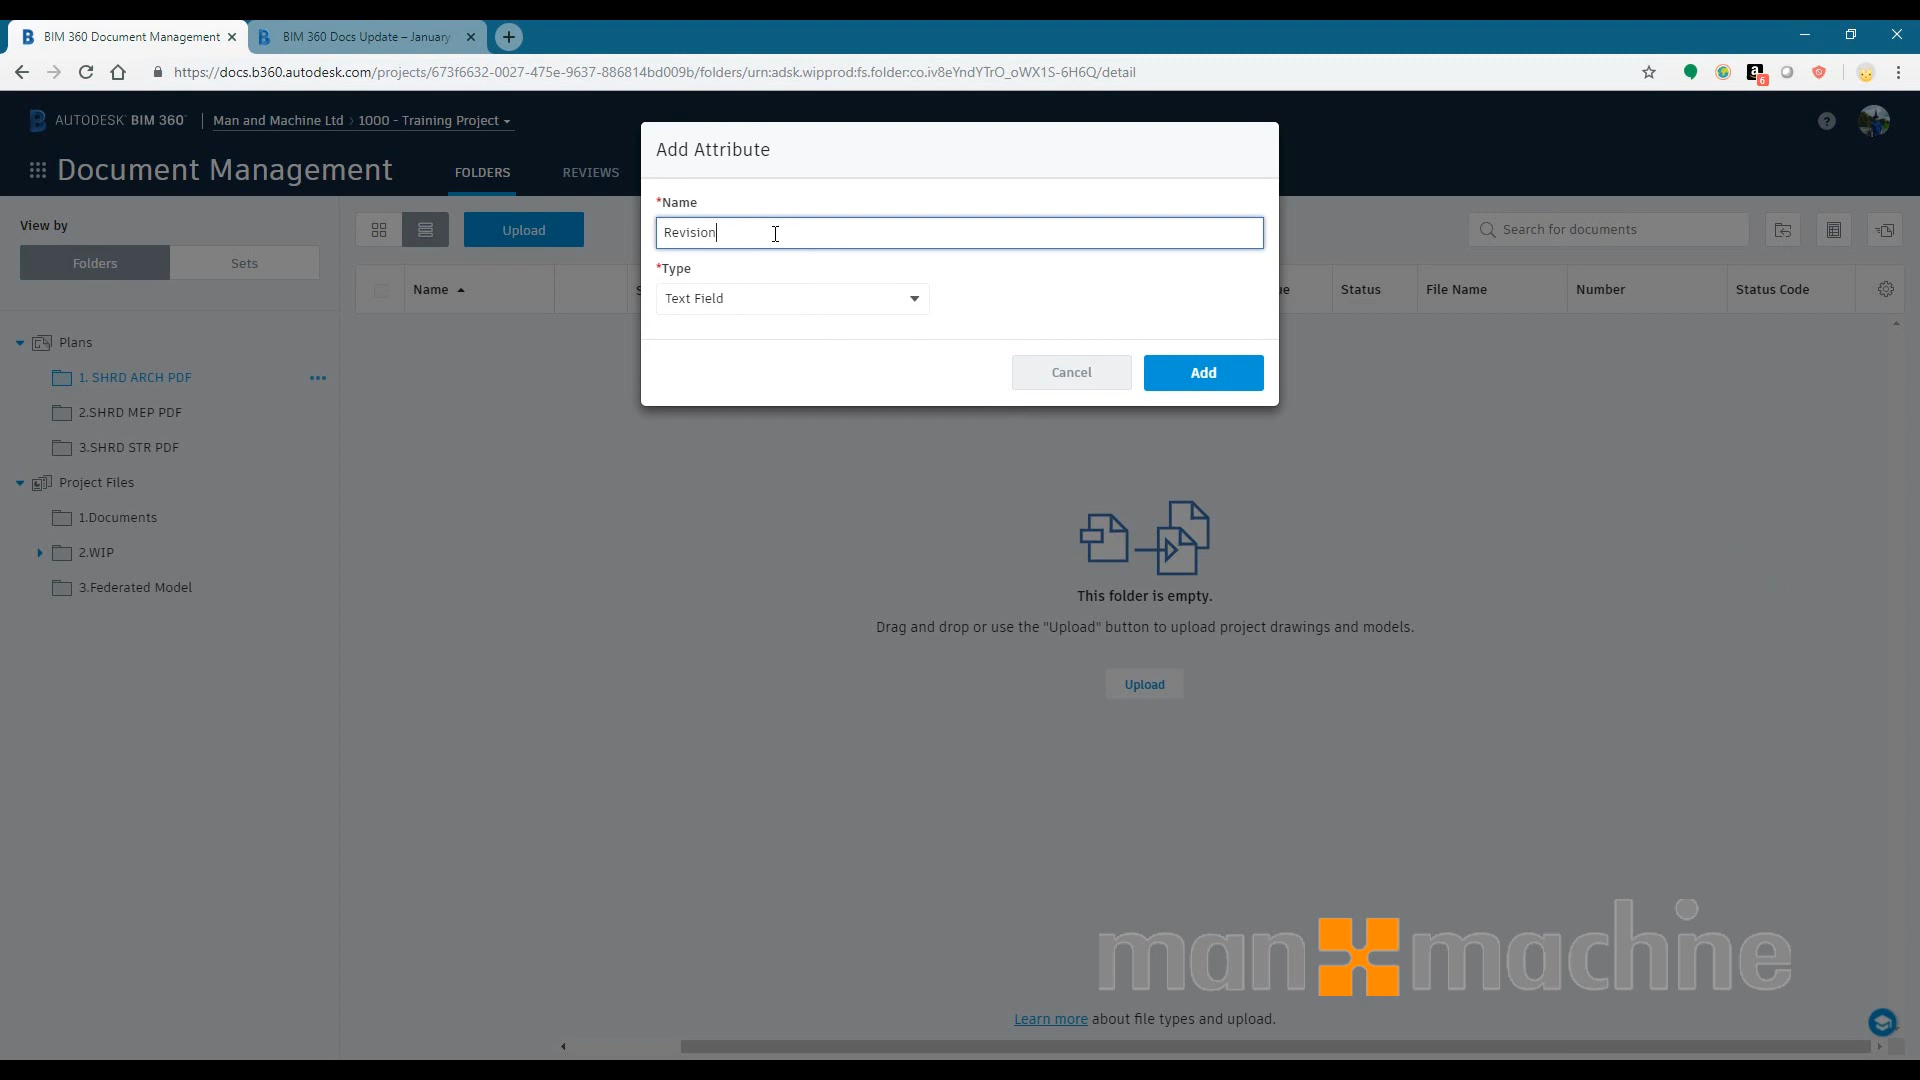 BIM 360 Document Management
BIM 360 Docs Update – January
https://docs.b360.autodesk.com/projects/673f6632-0027-475e-9637-886814bd009b/folders/urn:adsk.wipprod:fs.folder:co.iv8eYndYTrO_oWX1S-6H6Q/detail
6
AUTODESK BIM 360
Man and Machine Ltd > 1000 - Training Project
?
Document Management
FOLDERS
REVIEWS
Add Attribute
*Name
Revision
*Type
Text Field
Cancel
Add
View by
Folders
Sets
Upload
Search for documents
Name
Status
File Name
Number
Status Code
Plans
1. SHRD ARCH PDF
2.SHRD MEP PDF
3.SHRD STR PDF
Project Files
1.Documents
2.WIP
3.Federated Model
This folder is empty.
Drag and drop or use the "Upload" button to upload project drawings and models.
Upload
man machine
Learn more about file types and upload.